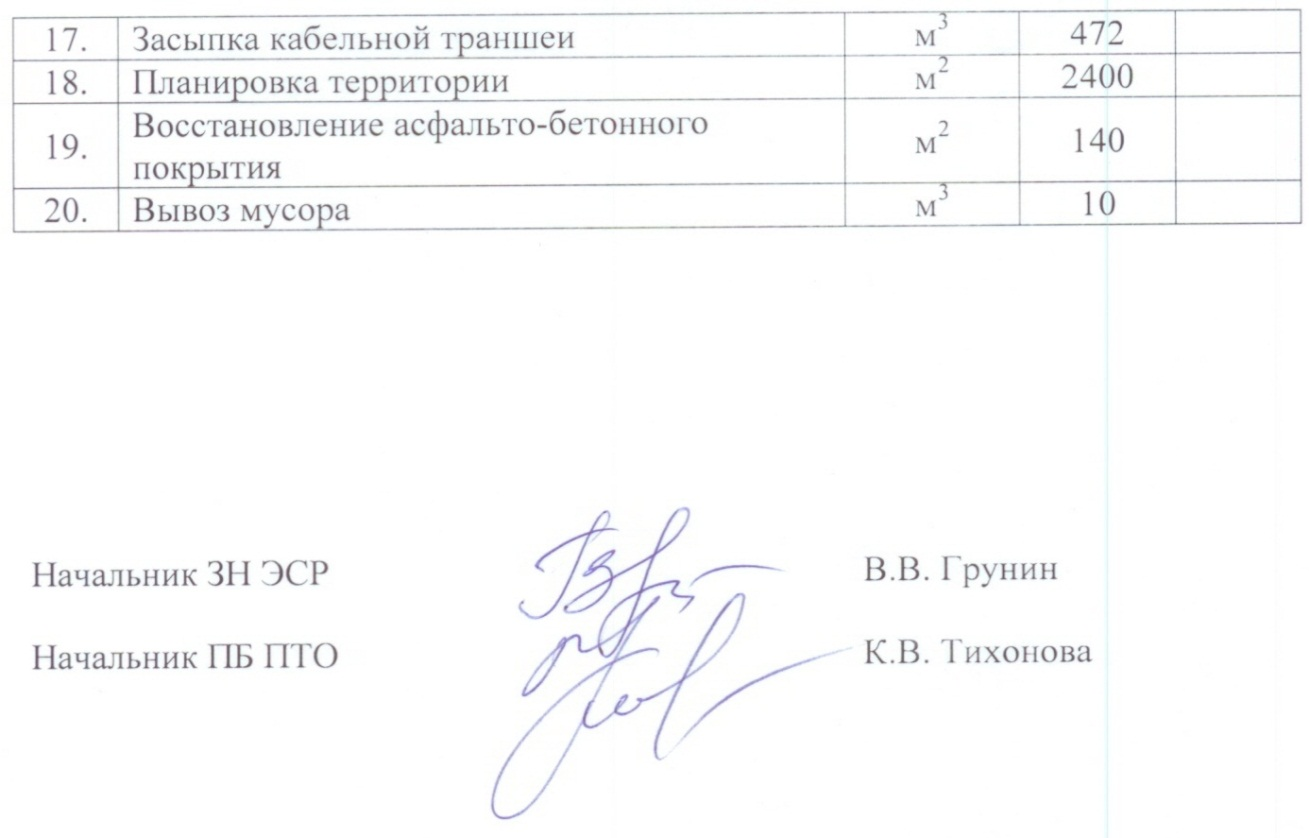 17. Засыпка кабельной траншеи м³ 472
18. Планировка территории м² 2400
19. Восстановление асфальто-бетонного
покрытия м² 140
20. Вывоз мусора м³ 10
Начальник ЗН ЭСР В.В. Грунин
Начальник ПБ ПТО К.В. Тихонова